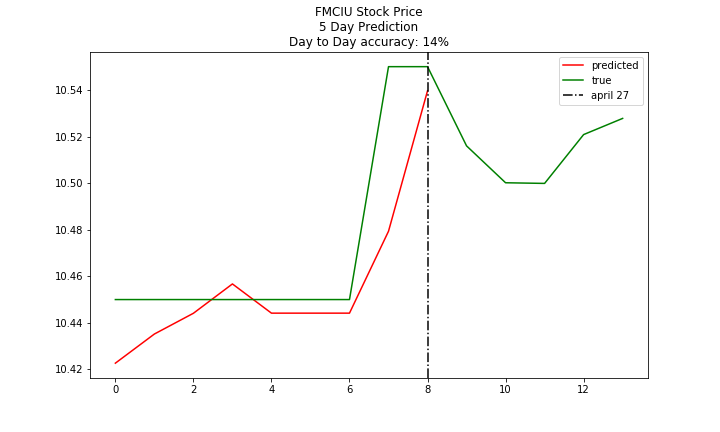 FMCIU Stock Price
5 Day Prediction
Day to Day accuracy: 14%
predicted
true
april 27
10.54
10.52
10.50
10.48
10.46
10.44
10.42
0 2 4 6 8 10 12